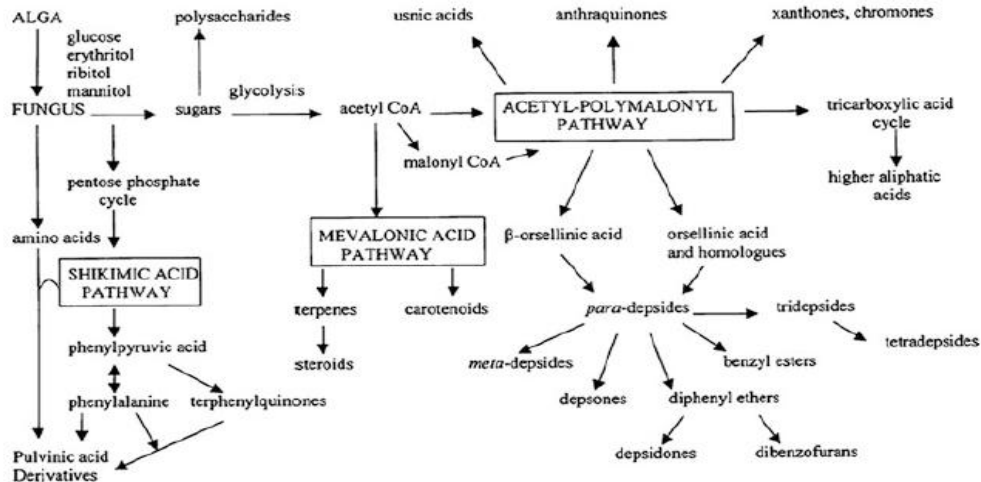 ALGA
polysaccharides
usnic acids
anthraquinones
xanthones, chromones
glucose
erythritol
ribitol
mannitol
FUNGUS
sugars
glycolysis
acetyl CoA
ACETYL-POLYMALONYL
PATHWAY
tricarboxylic acid
cycle
malonyl CoA
higher aliphatic
acids
pentose phosphate
cycle
amino acids
MEVALONIC ACID
PATHWAY
β-orsellinic acid
orsellinic acid
and homologues
SHIKIMIC ACID
PATHWAY
terpenes
carotenoids
para-depsides
tridepsides
phenylpyruvic acid
steroids
meta-depsides
benzyl esters
tetradepsides
phenylalanine
terphenylquinones
depsones
diphenyl ethers
Pulvinic acid
Derivatives
depsidones
dibenzofurans